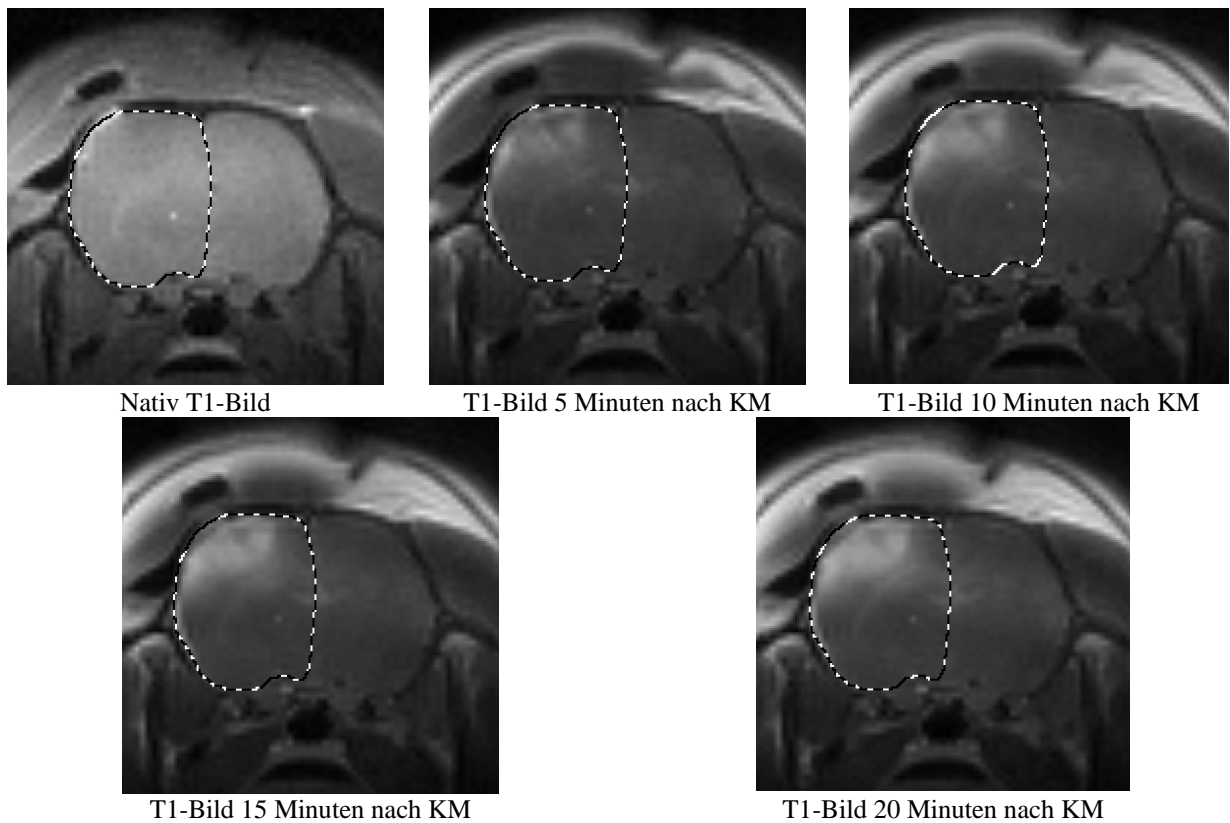 Nativ T1-Bild
T1-Bild 5 Minuten nach KM
T1-Bild 10 Minuten nach KM
T1-Bild 15 Minuten nach KM
T1-Bild 20 Minuten nach KM